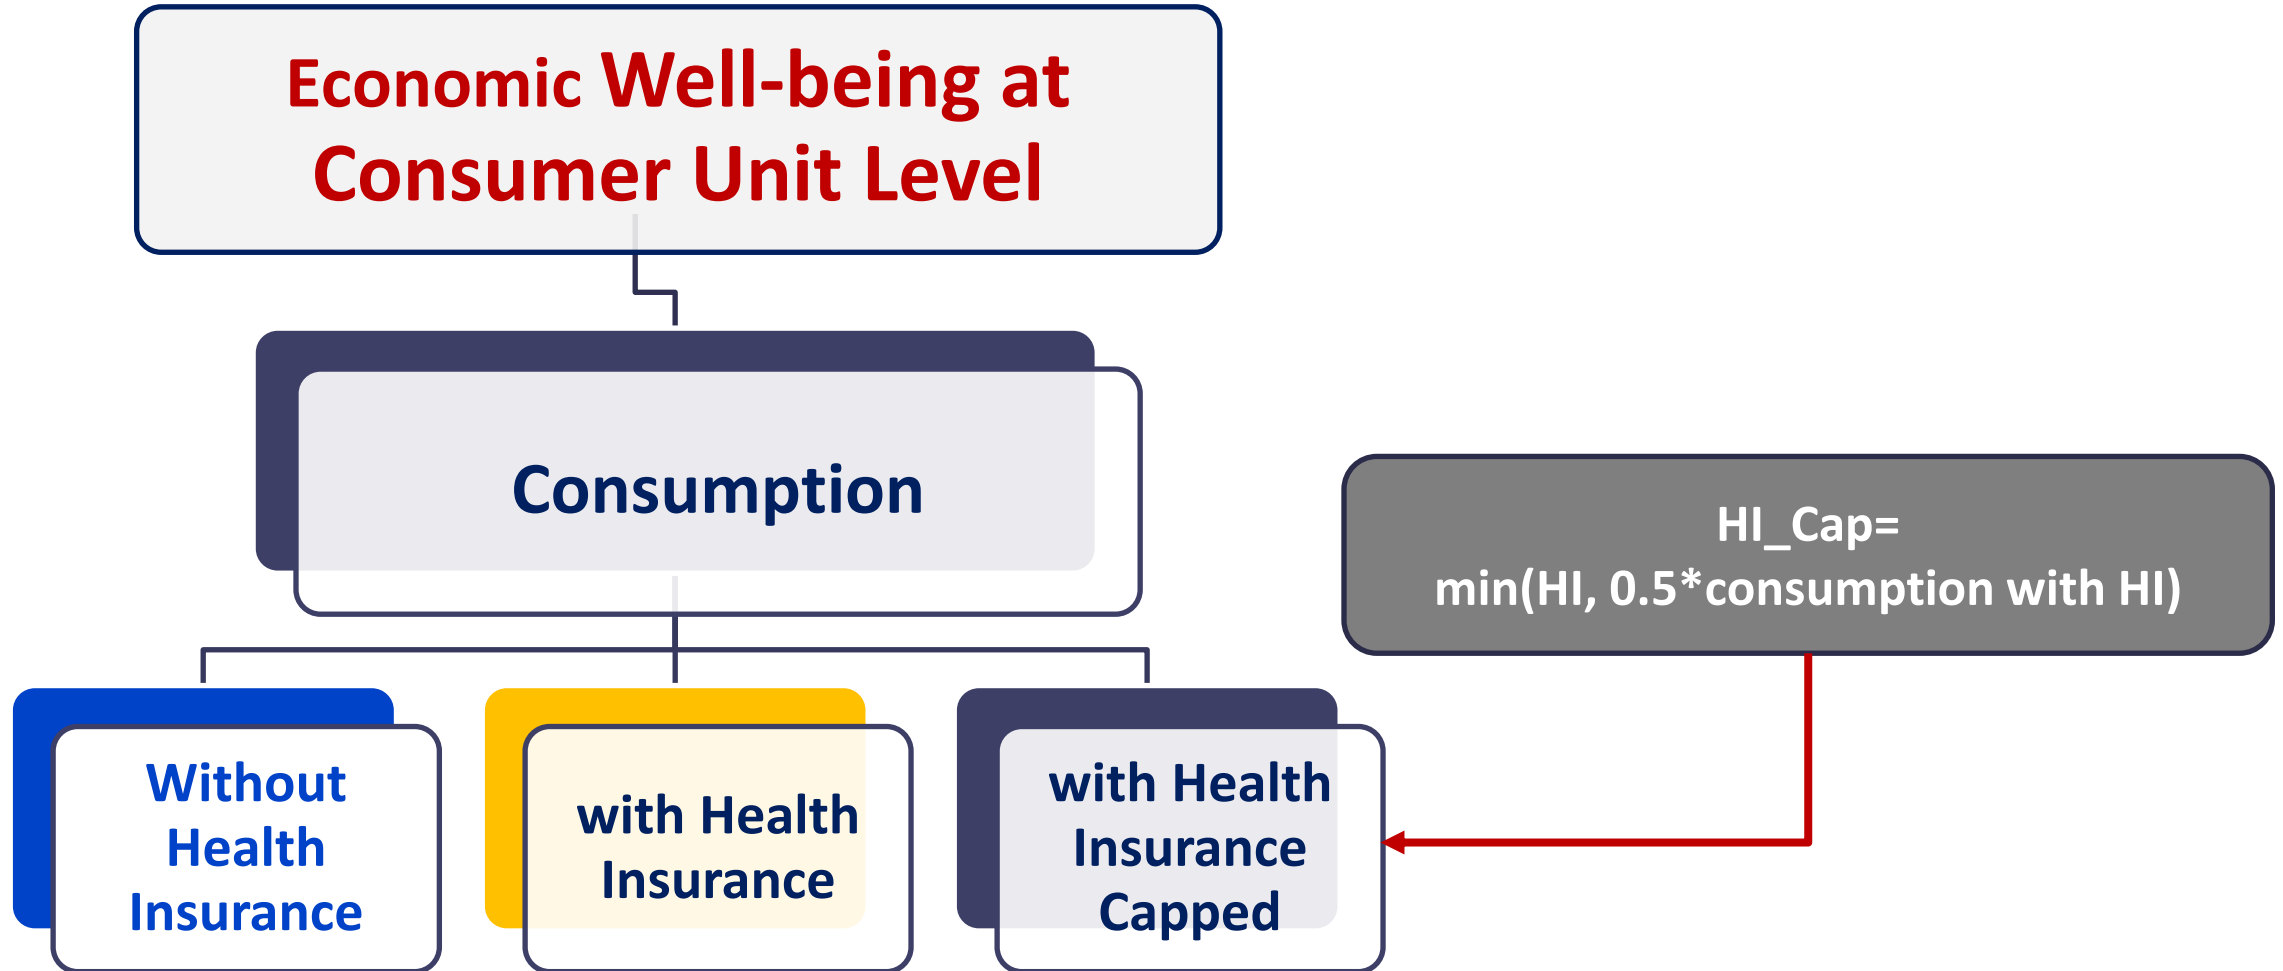 Economic Well-being at
Consumer Unit Level
Consumption
HI_Cap=
min(HI, 0.5*consumption with HI)
Without
Health
Insurance
with Health
Insurance
with Health
Insurance
Capped